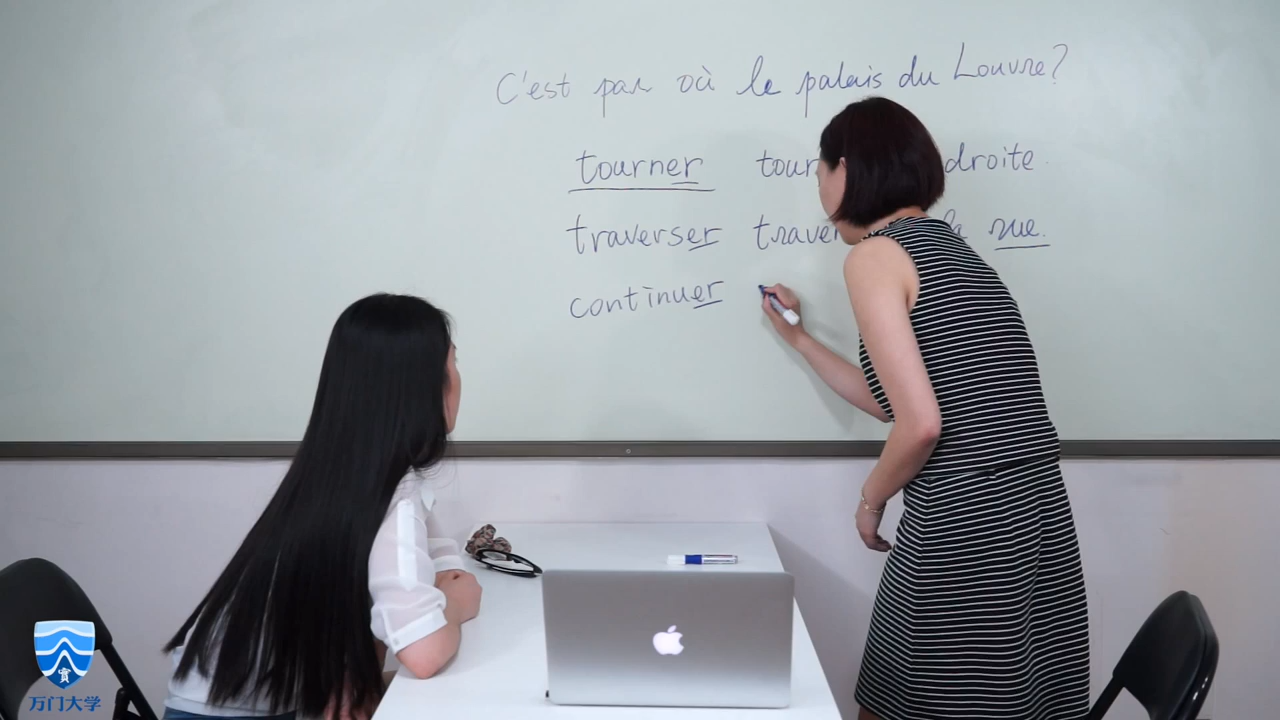 C'est par où le palais du Louvre?
tourner tour droite.
traverser traver la rue.
continuer
万门大学